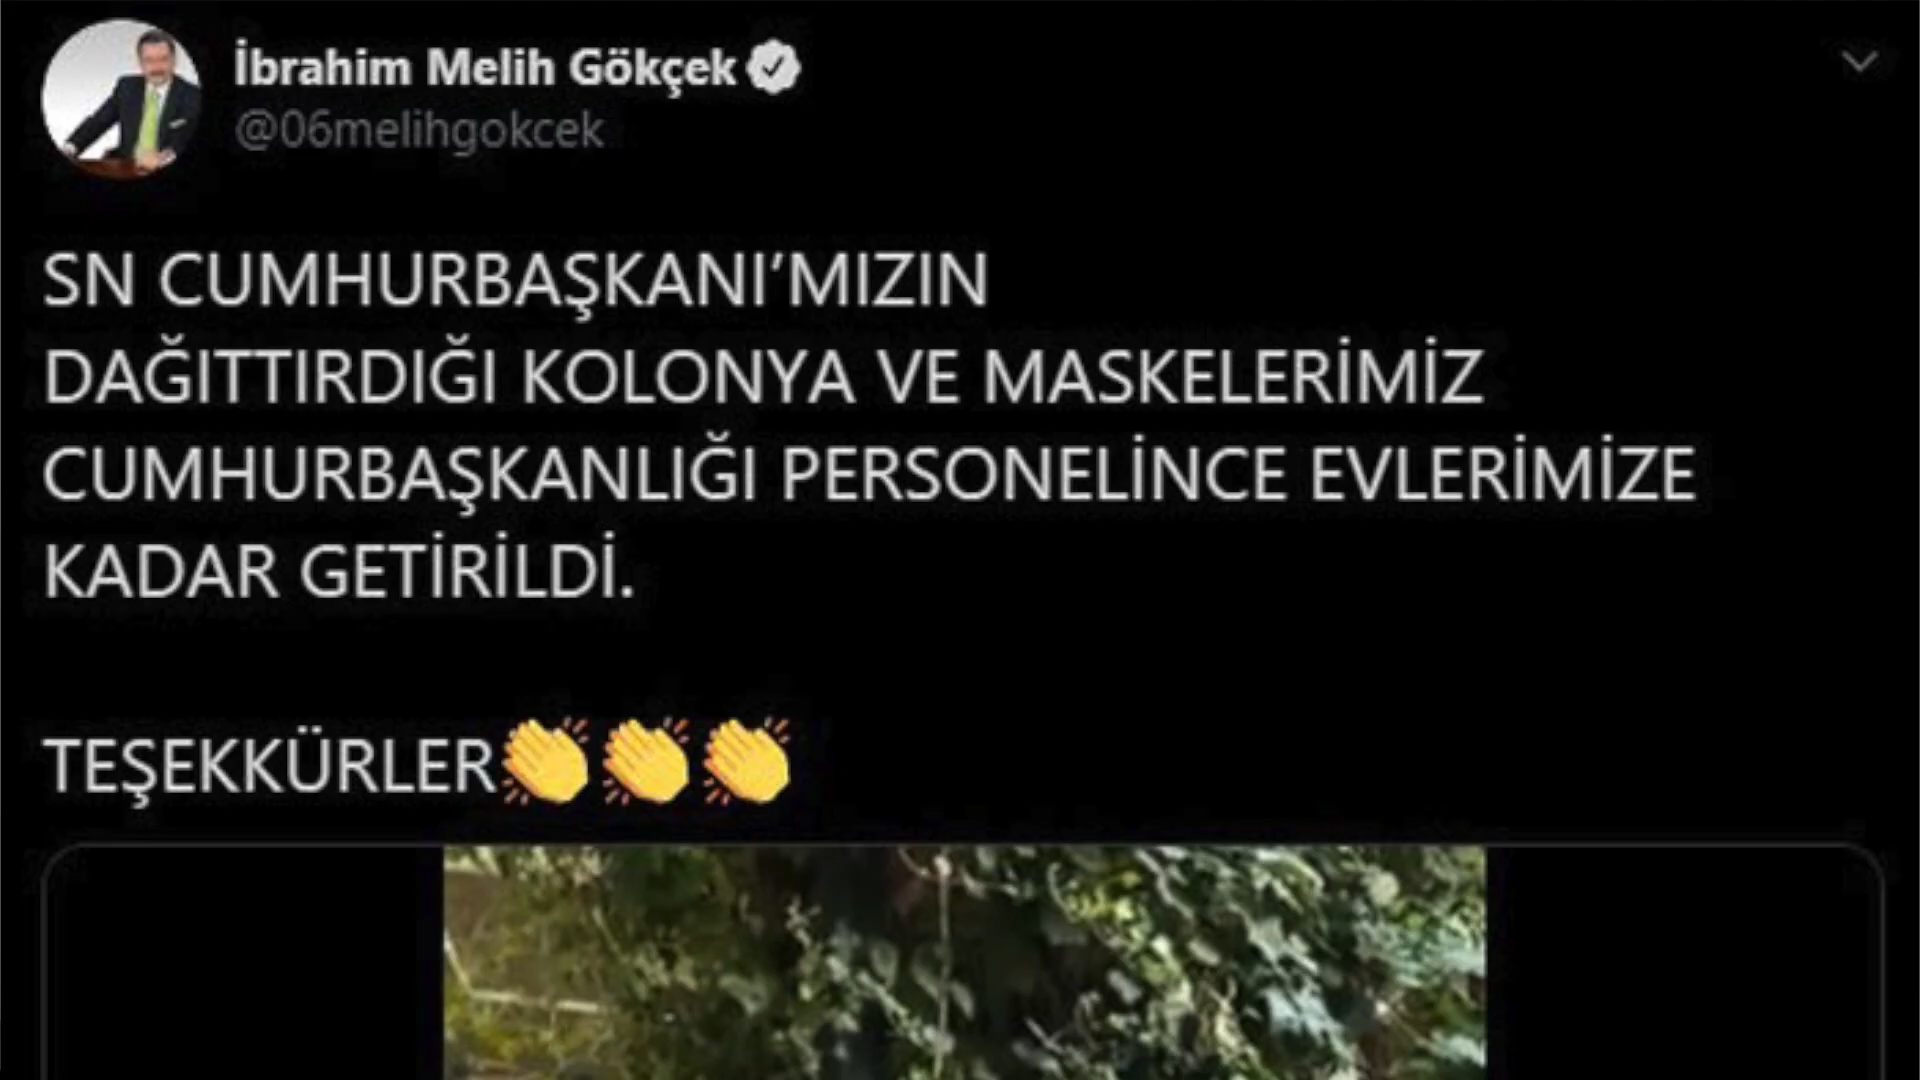 İbrahim Melih Gökçek
@06melihgokcek
SN CUMHURBAŞKANI’MIZIN
DAĞITTIRDIĞI KOLONYA VE MASKELERİMİZ
CUMHURBAŞKANLIĞI PERSONELİNCE EVLERİMİZE
KADAR GETİRİLDİ.
TEŞEKKÜRLER👏👏👏